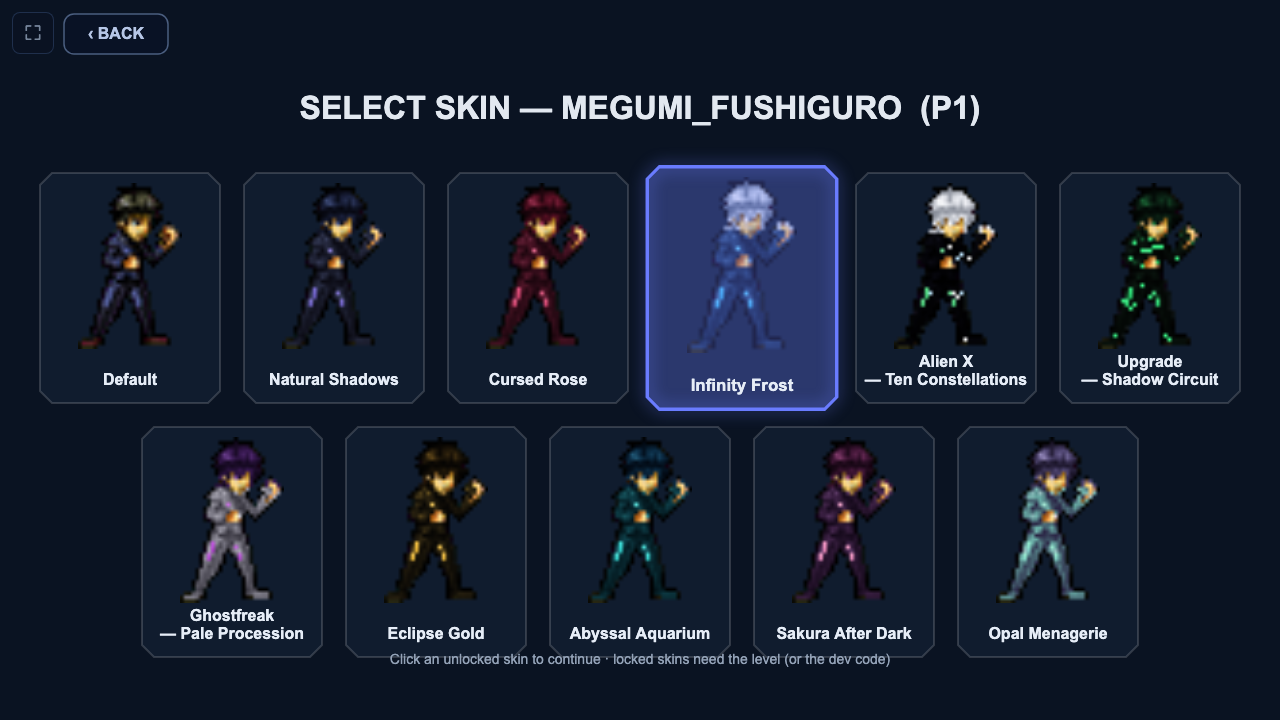 ‹ BACK
SELECT SKIN — MEGUMI_FUSHIGURO (P1)
Default
Natural Shadows
Cursed Rose
Infinity Frost
Alien X
— Ten Constellations
Upgrade
— Shadow Circuit
Ghostfreak
— Pale Procession
Eclipse Gold
Abyssal Aquarium
Sakura After Dark
Opal Menagerie
Click an unlocked skin to continue · locked skins need the level (or the dev code)